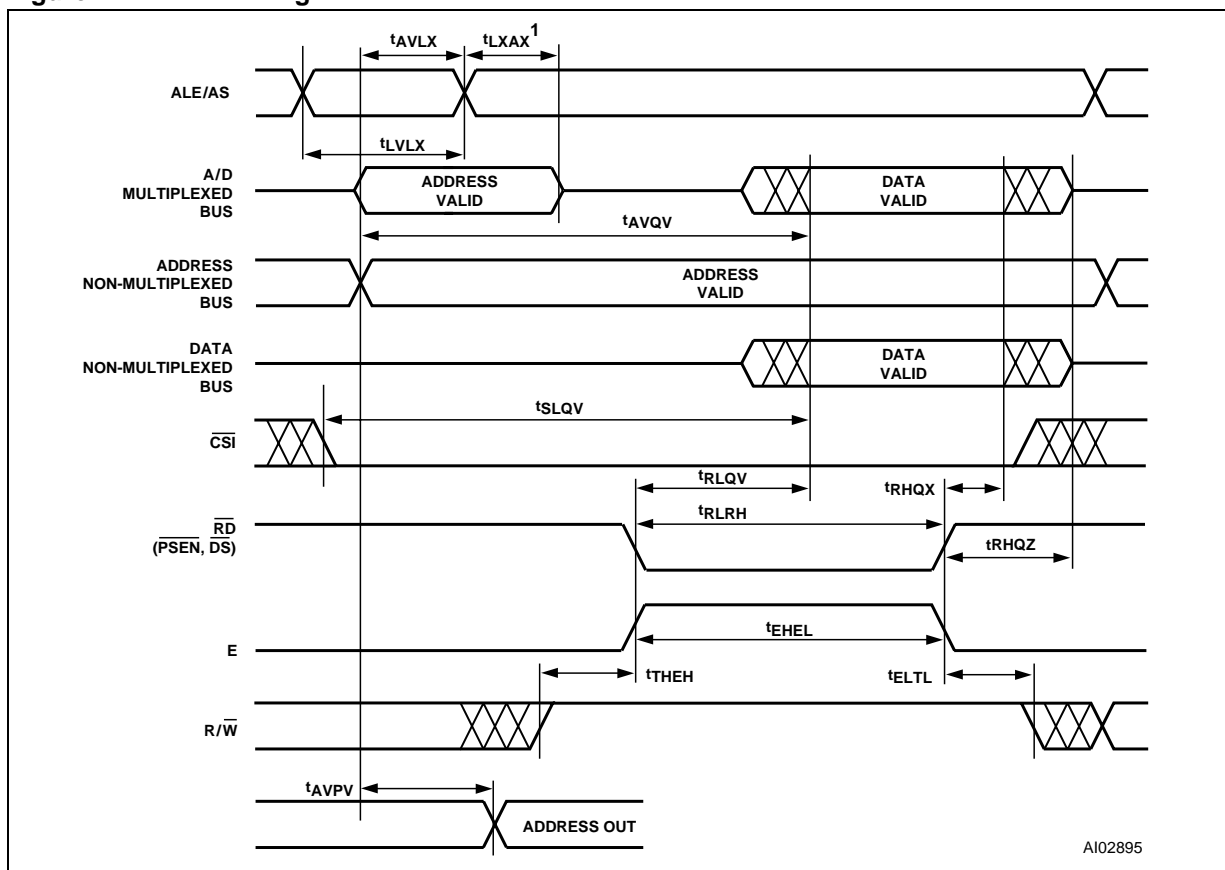 tAVLX
tLXAX1
ALE/AS
tLVLX
A/D
MULTIPLEXED
BUS
ADDRESS
VALID
DATA
VALID
tAVQV
ADDRESS
NON-MULTIPLEXED
BUS
ADDRESS
VALID
DATA
NON-MULTIPLEXED
BUS
DATA
VALID
tSLQV
CSI
tRLQV
tRHQX
tRLRH
RD
(PSEN, DS)
tRHQZ
tEHEL
E
tTHEH
tELTL
R/W
tAVPV
ADDRESS OUT
AI02895